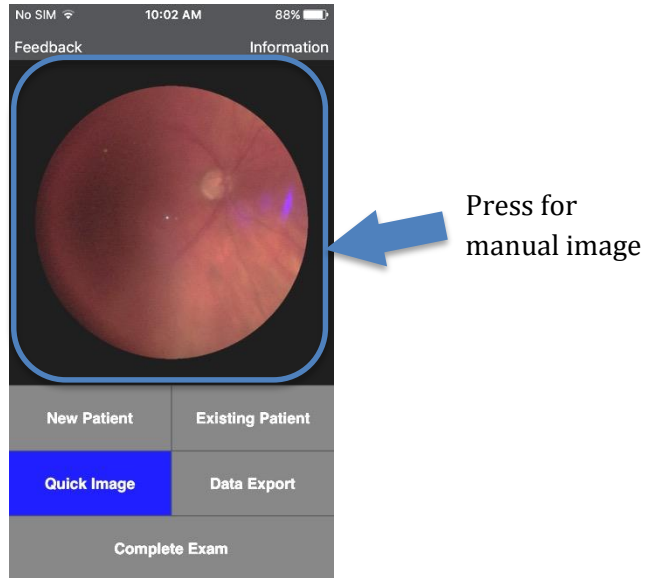 No SIM 10:02 AM 88%
Feedback Information
Press for
manual image
New Patient Existing Patient
Quick Image Data Export
Complete Exam